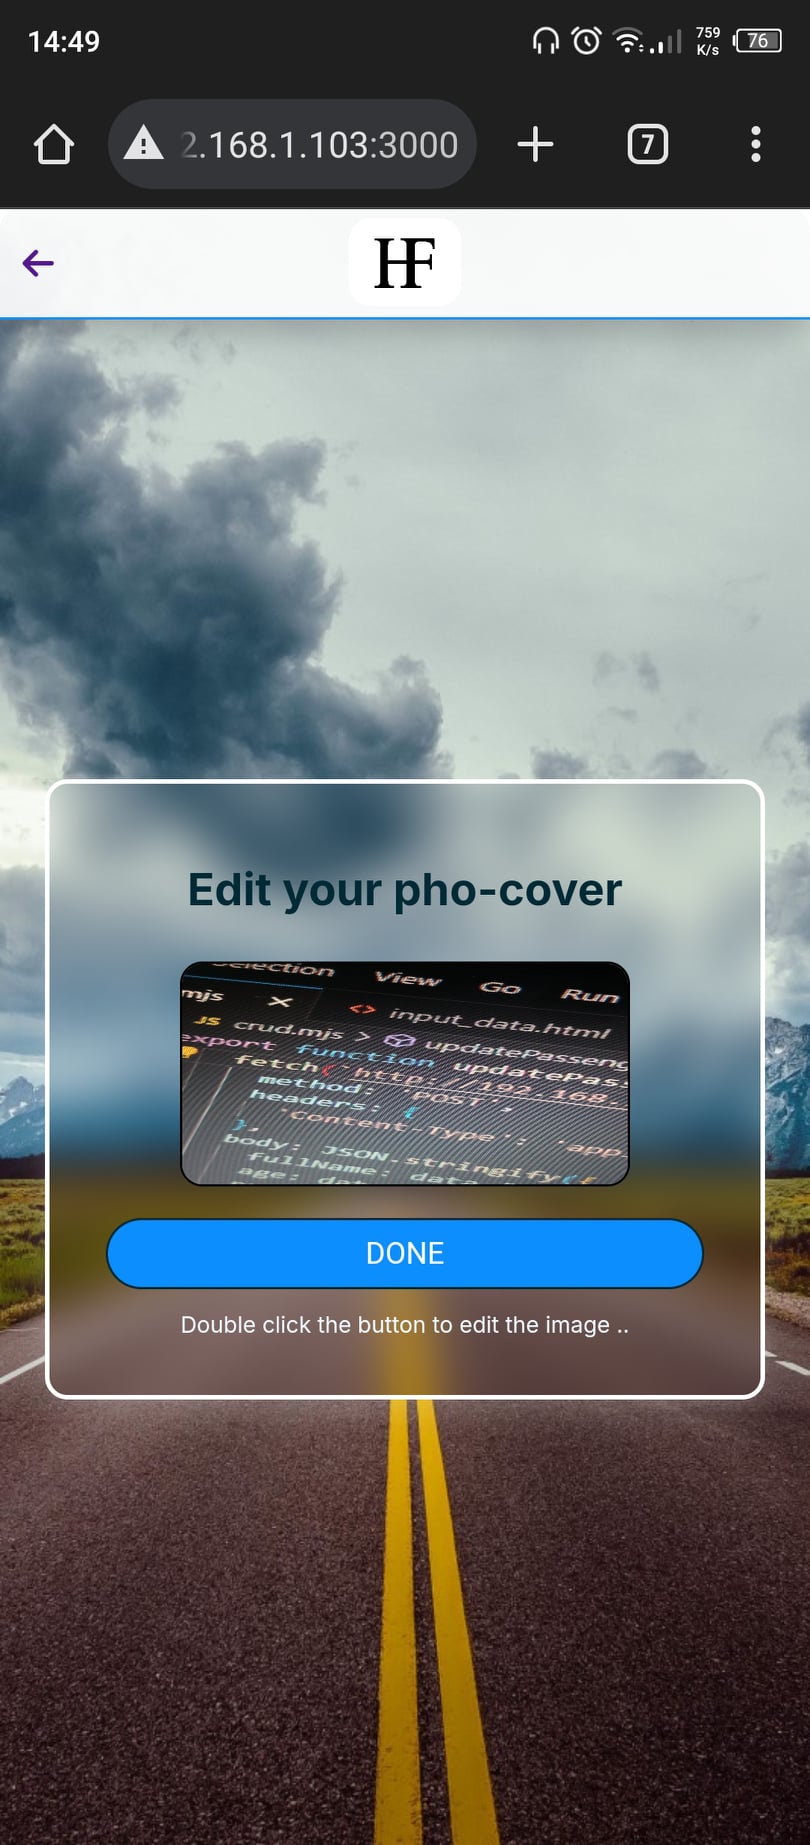 14:49
759
K/s
76
2.168.1.103:3000
7
HF
Edit your pho-cover
Selection View Go Run
mjs
input_data.html
JS crud.mjs > updatePasseng
export function updatePas
fetch( http://192.168.
method: 'POST',
headers: {
'content-Type': 'app
},
body: JSON.stringify({
fullName: data
age: dat
DONE
Double click the button to edit the image ..